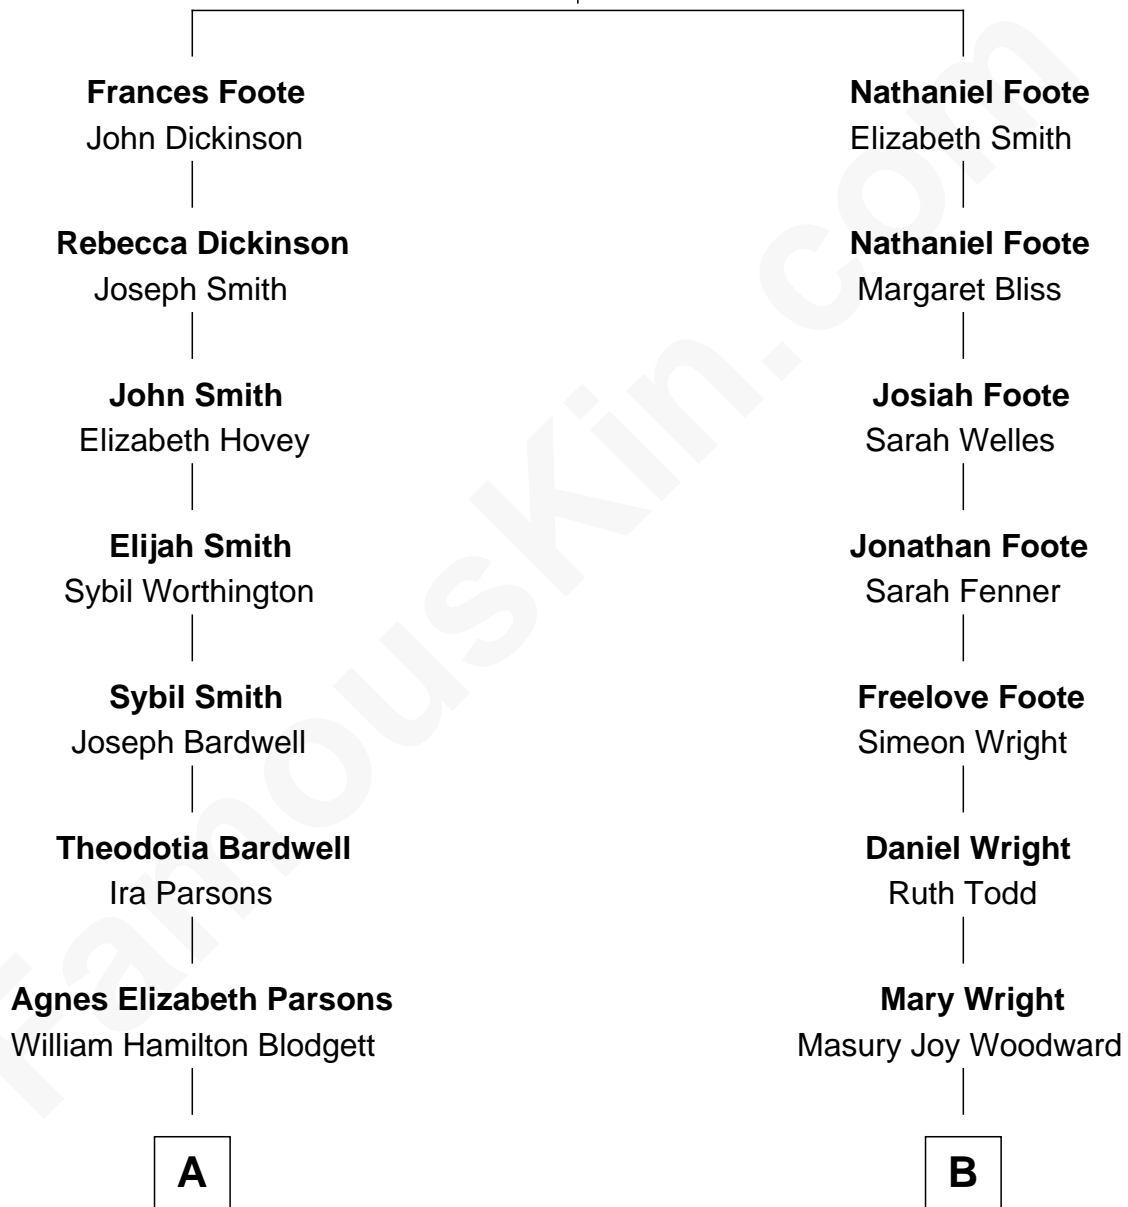 Frances Foote
John Dickinson
Nathaniel Foote
Elizabeth Smith
Rebecca Dickinson
Joseph Smith
Nathaniel Foote
Margaret Bliss
John Smith
Elizabeth Hovey
Josiah Foote
Sarah Welles
Elijah Smith
Sybil Worthington
Jonathan Foote
Sarah Fenner
Sybil Smith
Joseph Bardwell
Freelove Foote
Simeon Wright
Theodotia Bardwell
Ira Parsons
Daniel Wright
Ruth Todd
Agnes Elizabeth Parsons
William Hamilton Blodgett
Mary Wright
Masury Joy Woodward
A
B
FamousKin.com